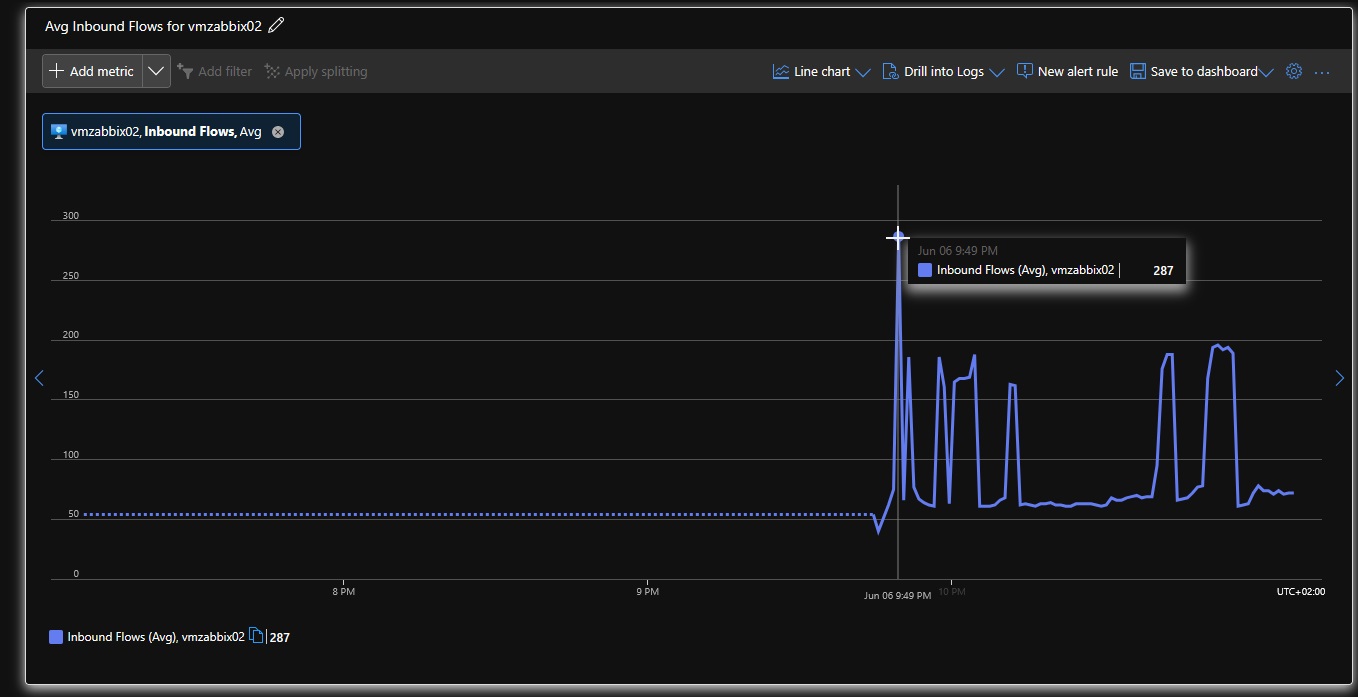 Avg Inbound Flows for vmzabbix02
Add metric Add filter Apply splitting Line chart Drill into Logs New alert rule Save to dashboard ...
vmzabbix02, Inbound Flows, Avg
300
Jun 06 9:49 PM
Inbound Flows (Avg), vmzabbix02 | 287
250
200
150
100
50
0
8 PM 9 PM Jun 06 9:49 PM 10 PM UTC+02:00
Inbound Flows (Avg), vmzabbix02 | 287